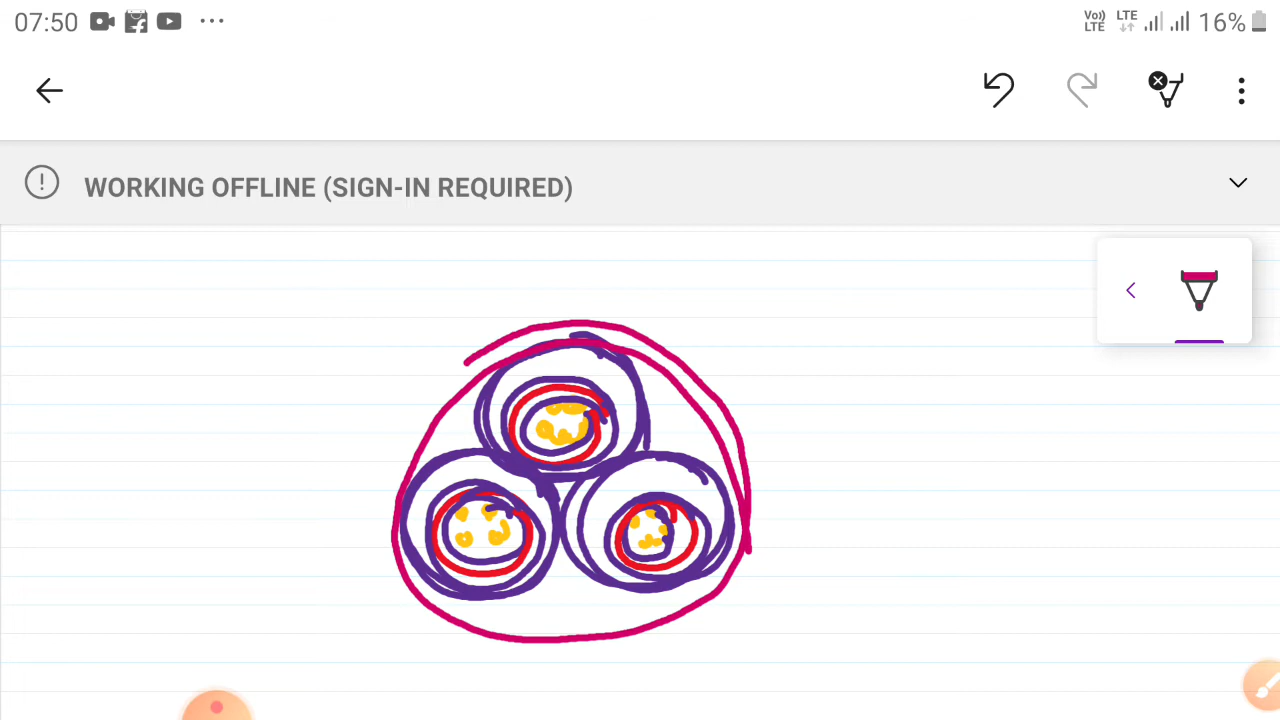 07:50
Vo)) LTE LTE 16%
WORKING OFFLINE (SIGN-IN REQUIRED)